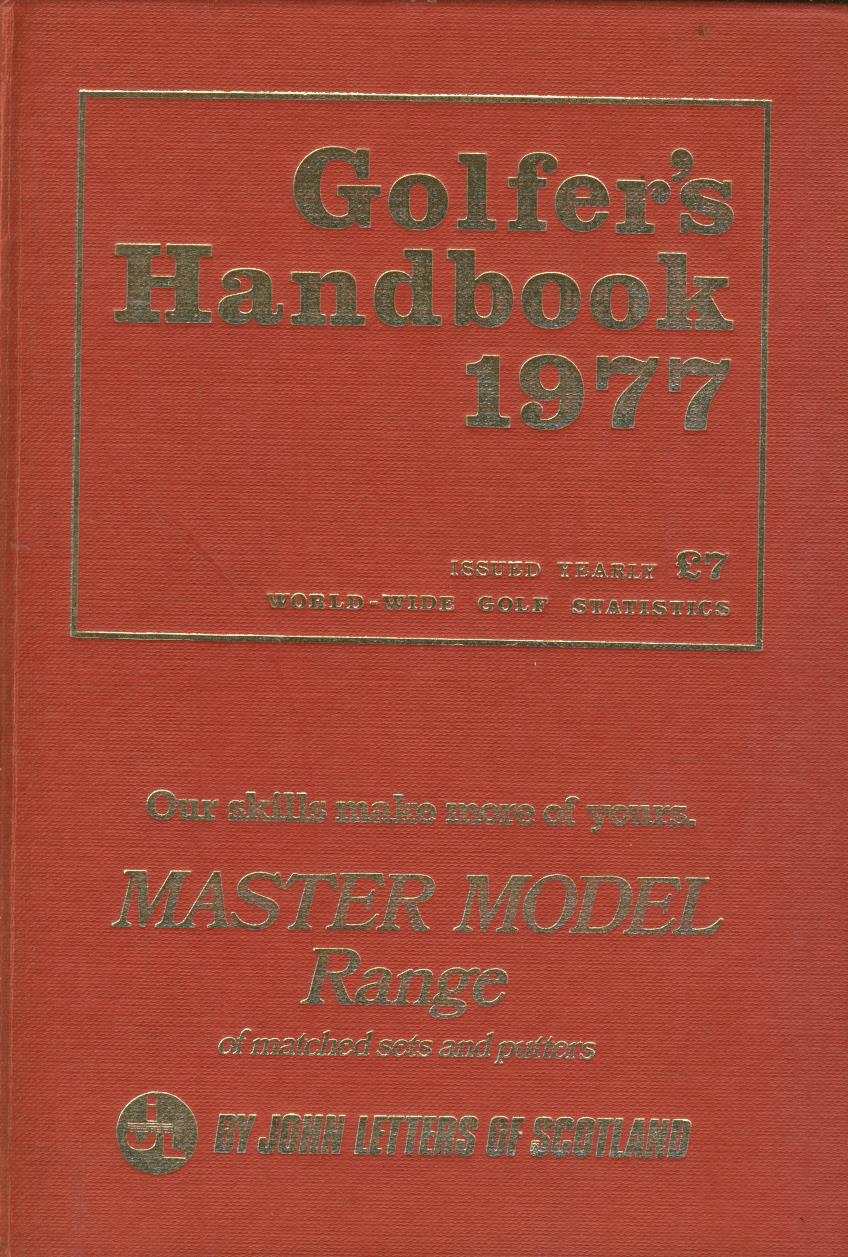 Golfer's
Handbook
1977
ISSUED YEARLY £7
WORLD-WIDE GOLF STATISTICS
Our skills make more of yours.
MASTER MODEL
Range
of matched sets and putters
JL
BY JOHN LETTERS OF SCOTLAND